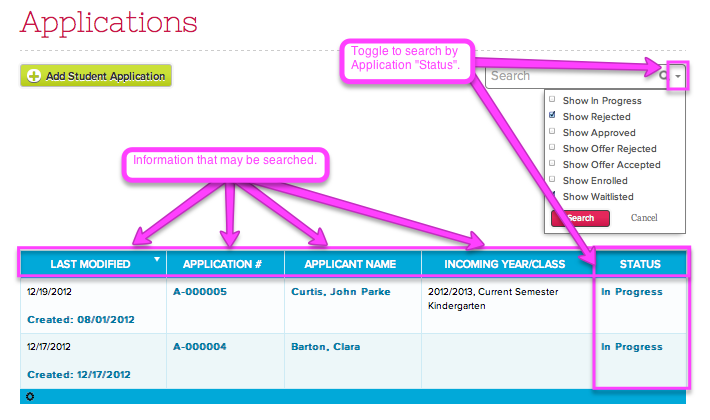 Applications
Add Student Application
Toggle to search by
Application "Status".
Search
Show In Progress
Show Rejected
Show Approved
Show Offer Rejected
Show Offer Accepted
Show Enrolled
Show Waitlisted
Search Cancel
Information that may be searched.
LAST MODIFIED APPLICATION # APPLICANT NAME INCOMING YEAR/CLASS STATUS
12/19/2012 A-000005 Curtis, John Parke 2012/2013, Current Semester In Progress
Kindergarten
Created: 08/01/2012
12/17/2012 A-000004 Barton, Clara In Progress
Created: 12/17/2012